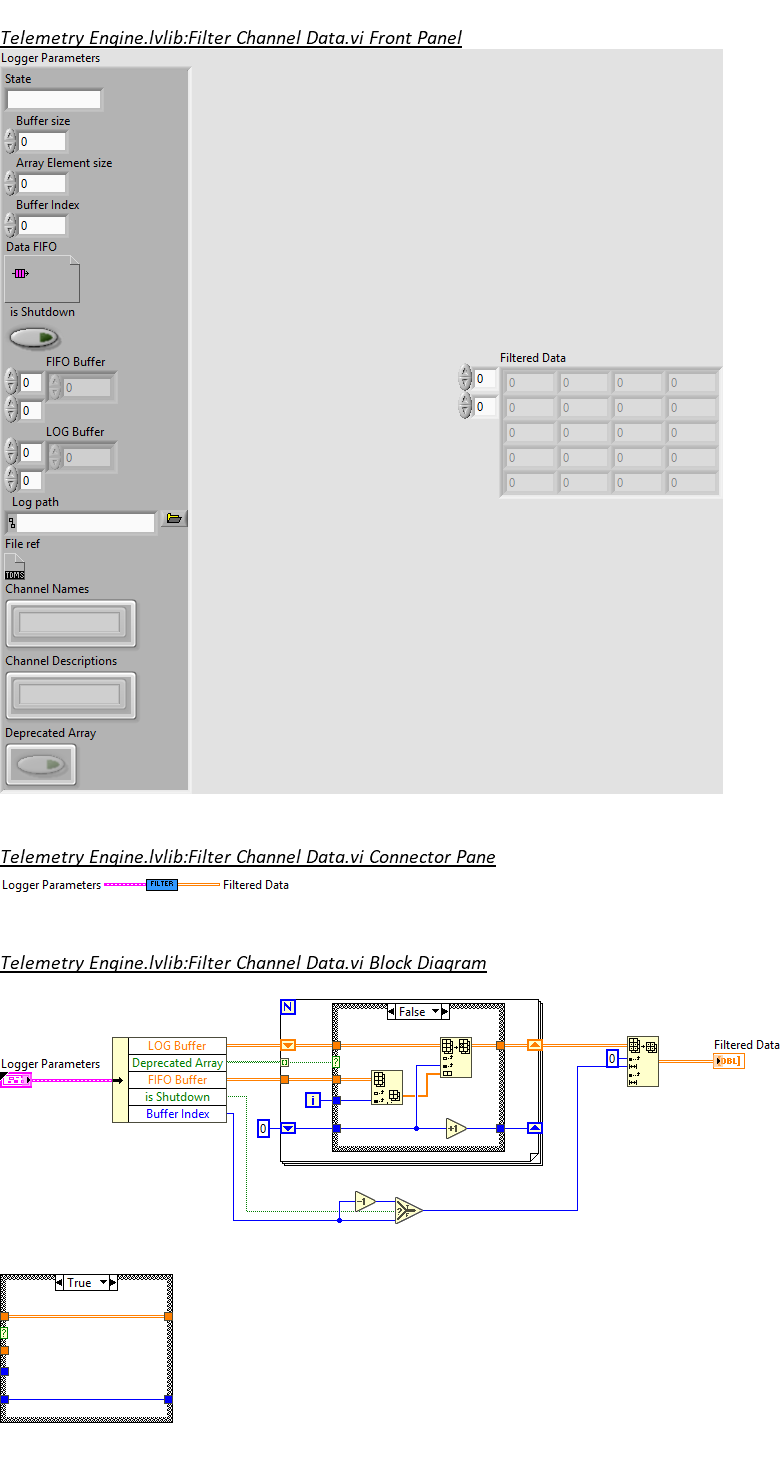 Telemetry Engine.lvlib:Filter Channel Data.vi Front Panel
Logger Parameters
State
Buffer size
0
Array Element size
0
Buffer Index
0
Data FIFO
is Shutdown
FIFO Buffer
0 0
0
LOG Buffer
0 0
0
Log path
File ref
TDMS
Channel Names
Channel Descriptions
Deprecated Array
Filtered Data
0 0 0 0 0
0 0 0 0 0
0 0 0 0
0 0 0 0
0 0 0 0
Telemetry Engine.lvlib:Filter Channel Data.vi Connector Pane
Logger Parameters FILTER Filtered Data
Telemetry Engine.lvlib:Filter Channel Data.vi Block Diagram
N
False
Logger Parameters
LOG Buffer
Deprecated Array
FIFO Buffer
is Shutdown
Buffer Index
i
0
+1
0
Filtered Data
DBL]
-1
?
T
F
True
?